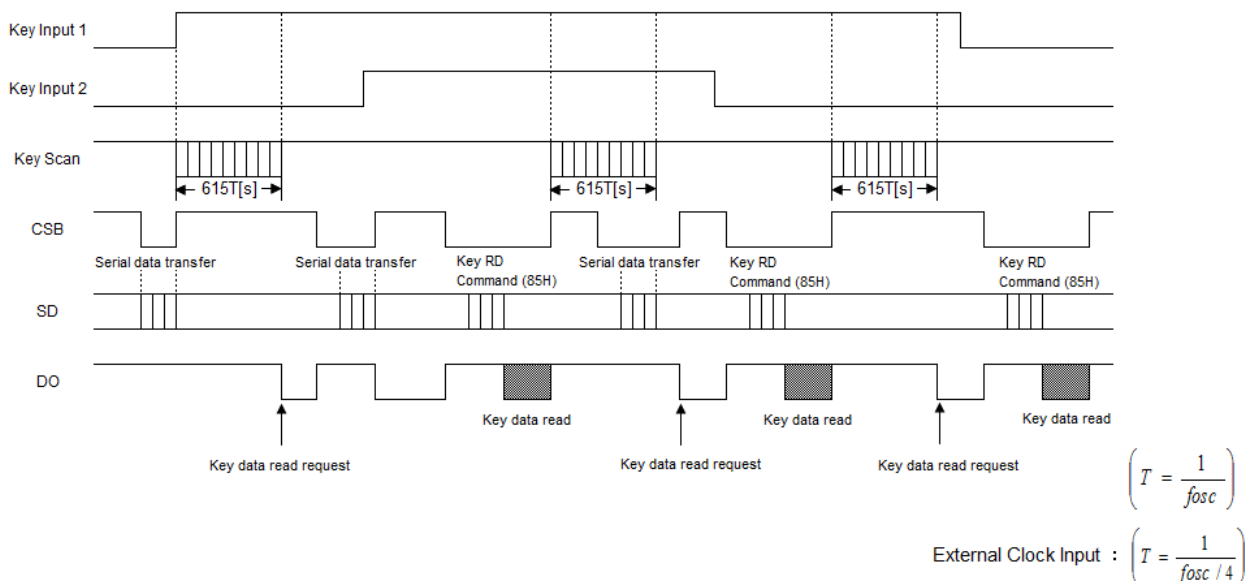 Key Input 1
Key Input 2
Key Scan
615T[s]
615T[s]
615T[s]
CSB
Serial data transfer
Serial data transfer
Key RD
Command (85H)
Serial data transfer
Key RD
Command (85H)
Key RD
Command (85H)
SD
DO
Key data read
Key data read
Key data read
Key data read request
Key data read request
Key data read request
(T = 1 / fosc)
External Clock Input : (T = 1 / fosc / 4)